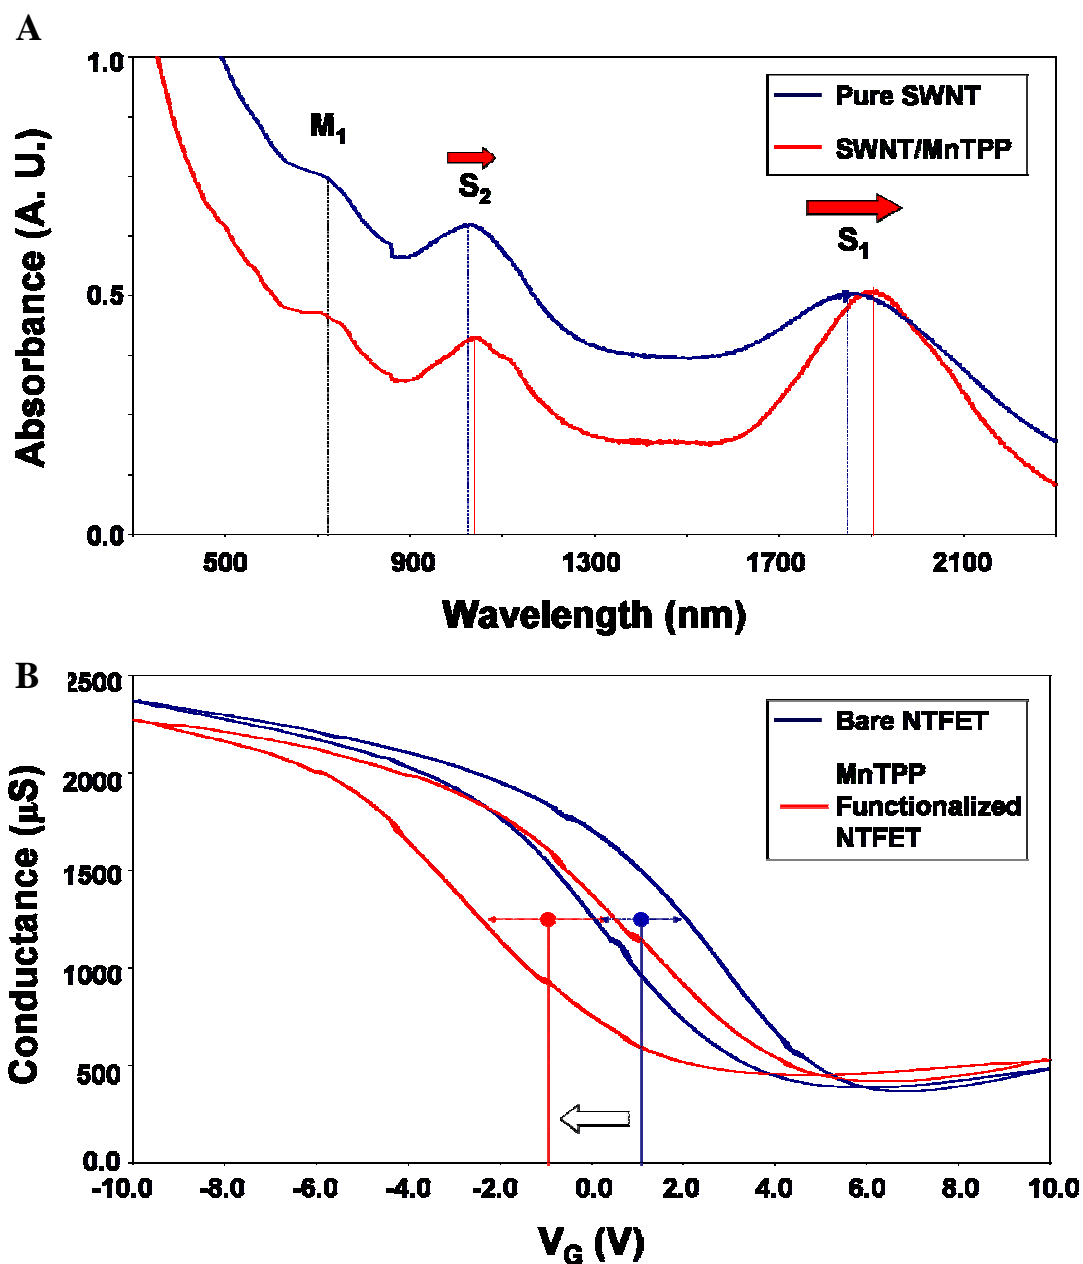 A
1.0
0.5
0.0
Absorbance (A. U.)
M1
S2
S1
Pure SWNT
SWNT/MnTPP
500 900 1300 1700 2100
Wavelength (nm)
B
2500
2000
1500
1000
500
0.0
Conductance (µS)
Bare NTFET
MnTPP
Functionalized
NTFET
-10.0 -8.0 -6.0 -4.0 -2.0 0.0 2.0 4.0 6.0 8.0 10.0
VG (V)